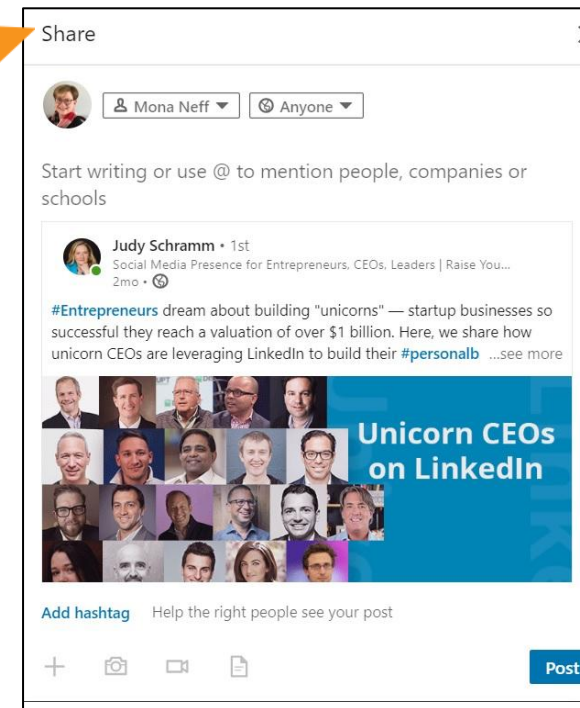 Share
Mona Neff
Anyone
Start writing or use @ to mention people, companies or
schools
Judy Schramm • 1st
Social Media Presence for Entrepreneurs, CEOs, Leaders | Raise You...
2mo •
#Entrepreneurs dream about building "unicorns" — startup businesses so
successful they reach a valuation of over $1 billion. Here, we share how
unicorn CEOs are leveraging LinkedIn to build their #personalb ...see more
Unicorn CEOs
on LinkedIn
Add hashtag Help the right people see your post
Post